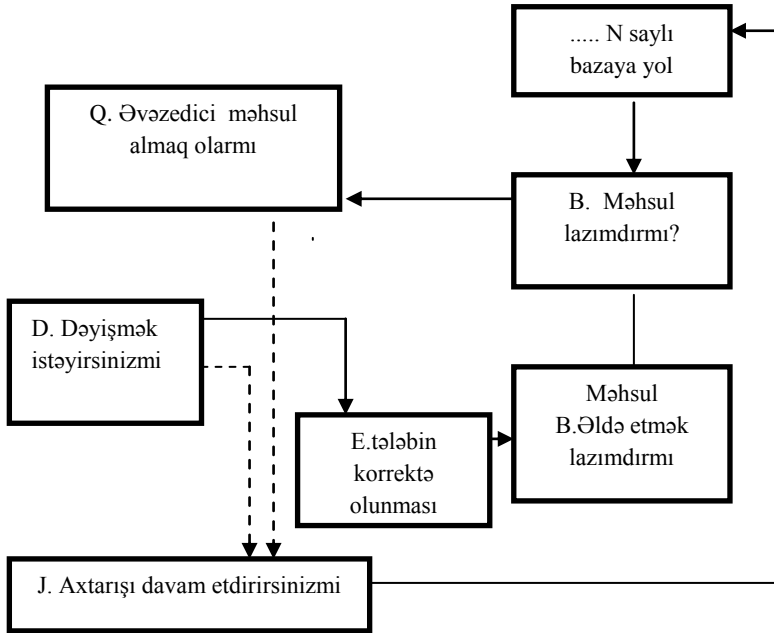 ..... N saylı
bazaya yol
Q. Əvəzedici məhsul
almaq olarmı
B. Məhsul
lazımdırmı?
D. Dəyişmək
istəyirsinizmi
Məhsul
B.Əldə etmək
lazımdırmı
E.tələbin
korrektə
olunması
J. Axtarışı davam etdirirsinizmi